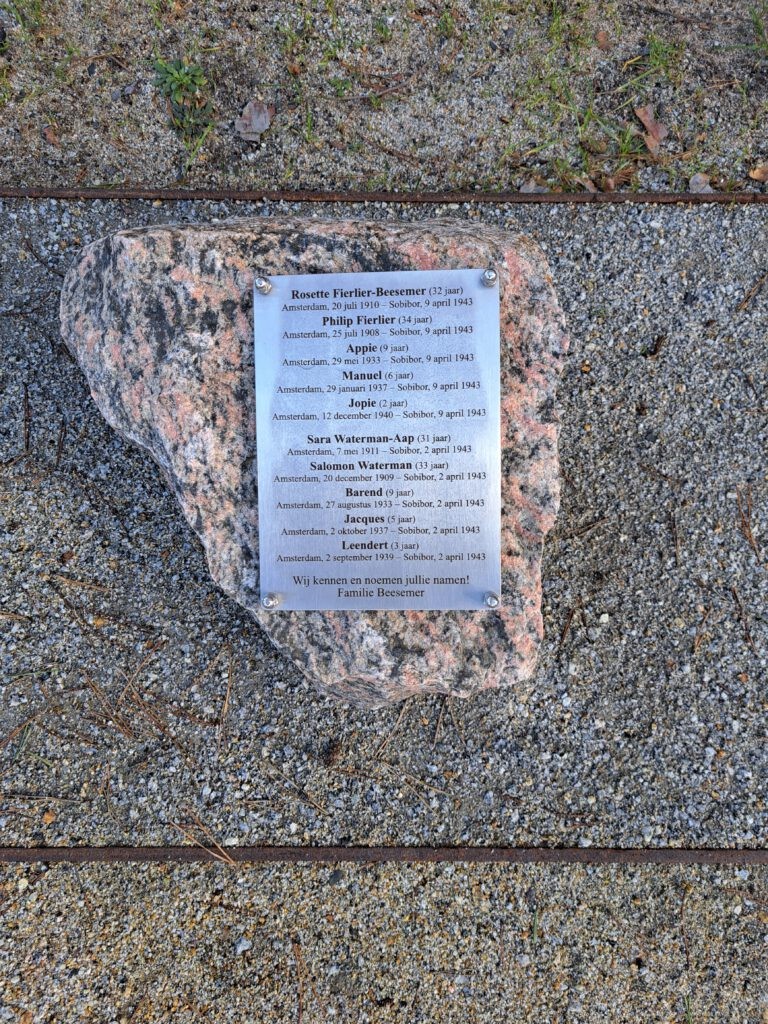 Rosette Fierlier-Beesemer (32 jaar)
Amsterdam, 20 juli 1910 – Sobibor, 9 april 1943
Philip Fierlier (34 jaar)
Amsterdam, 25 juli 1908 – Sobibor, 9 april 1943
Appie (9 jaar)
Amsterdam, 29 mei 1933 – Sobibor, 9 april 1943
Manuel (6 jaar)
Amsterdam, 29 januari 1937 – Sobibor, 9 april 1943
Jopie (2 jaar)
Amsterdam, 12 december 1940 – Sobibor, 9 april 1943
Sara Waterman-Aap (31 jaar)
Amsterdam, 7 mei 1911 – Sobibor, 2 april 1943
Salomon Waterman (33 jaar)
Amsterdam, 20 december 1909 – Sobibor, 2 april 1943
Barend (9 jaar)
Amsterdam, 27 augustus 1933 – Sobibor, 2 april 1943
Jacques (5 jaar)
Amsterdam, 2 oktober 1937 – Sobibor, 2 april 1943
Leendert (3 jaar)
Amsterdam, 2 september 1939 – Sobibor, 2 april 1943
Wij kennen en noemen jullie namen!
Familie Beesemer